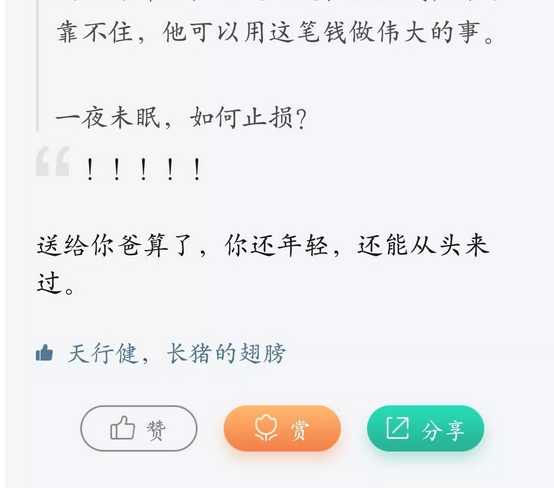 靠不住，他可以用这笔钱做伟大的事。
一夜未眠，如何止损？
！！！！！
送给你爸算了，你还年轻，还能从头来
过。
天行健，长猪的翅膀
赞 赏 分享